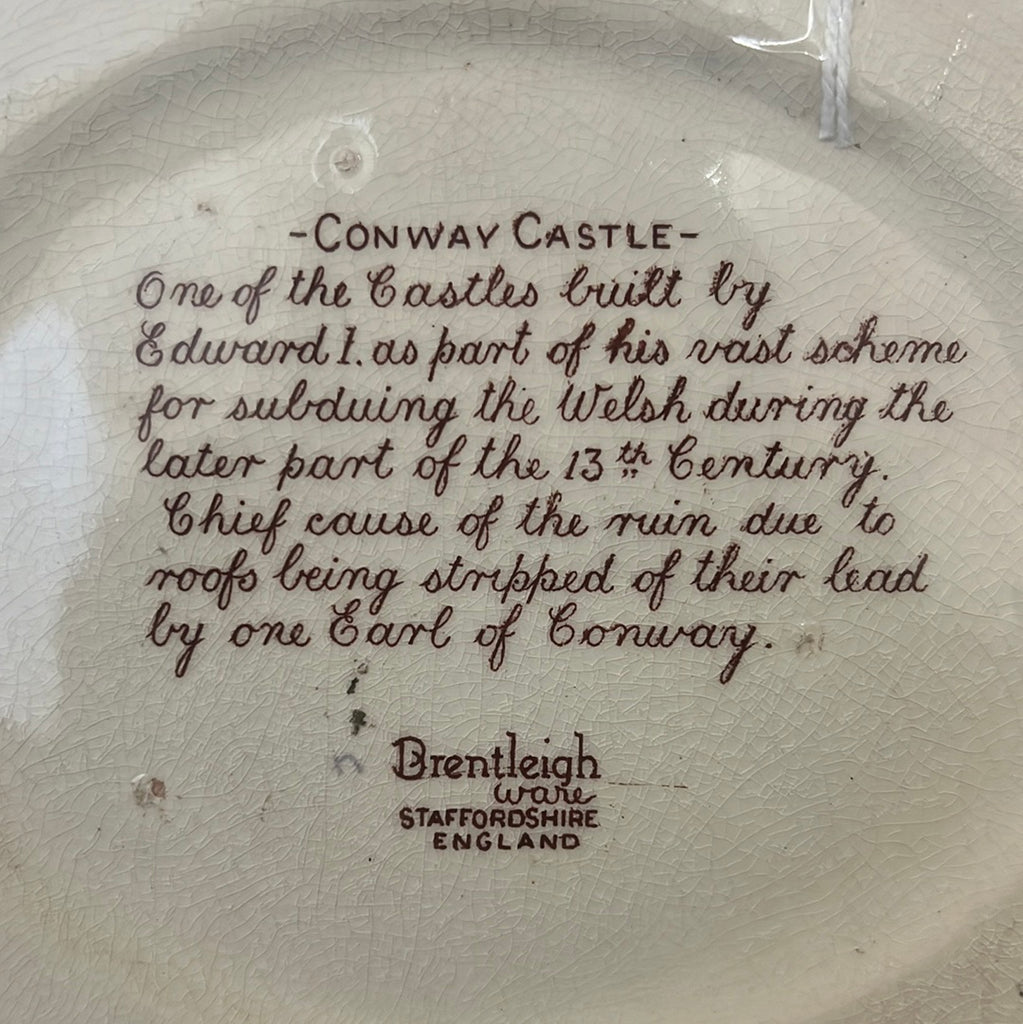 -CONWAY CASTLE-
One of the Castles built by
Edward I. as part of his vast scheme
for subduing the Welsh during the
later part of the 13th Century.
Chief cause of the ruin due to
roofs being stripped of their lead
by one Earl of Conway.
Brentleigh
ware
STAFFORDSHIRE
ENGLAND